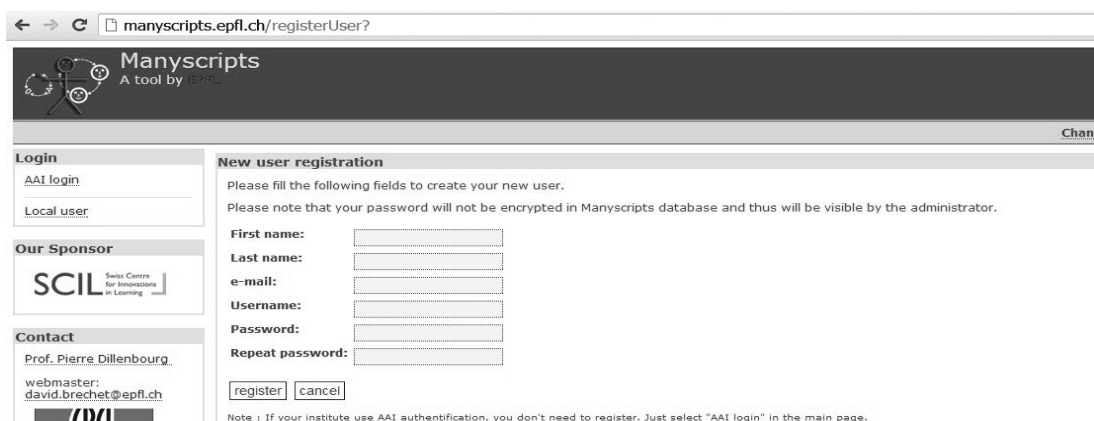 manyscripts.epfl.ch/registerUser?
Manyscripts
A tool by EPFL
Chan
Login
AAI login
Local user
Our Sponsor
SCIL Swiss Centre
for Innovations
in Learning
Contact
Prof. Pierre Dillenbourg
webmaster:
david.brechet@epfl.ch
New user registration
Please fill the following fields to create your new user.
Please note that your password will not be encrypted in Manyscripts database and thus will be visible by the administrator.
First name:
Last name:
e-mail:
Username:
Password:
Repeat password:
register cancel
Note : If your institute use AAI authentification, you don't need to register. Just select "AAI login" in the main page.